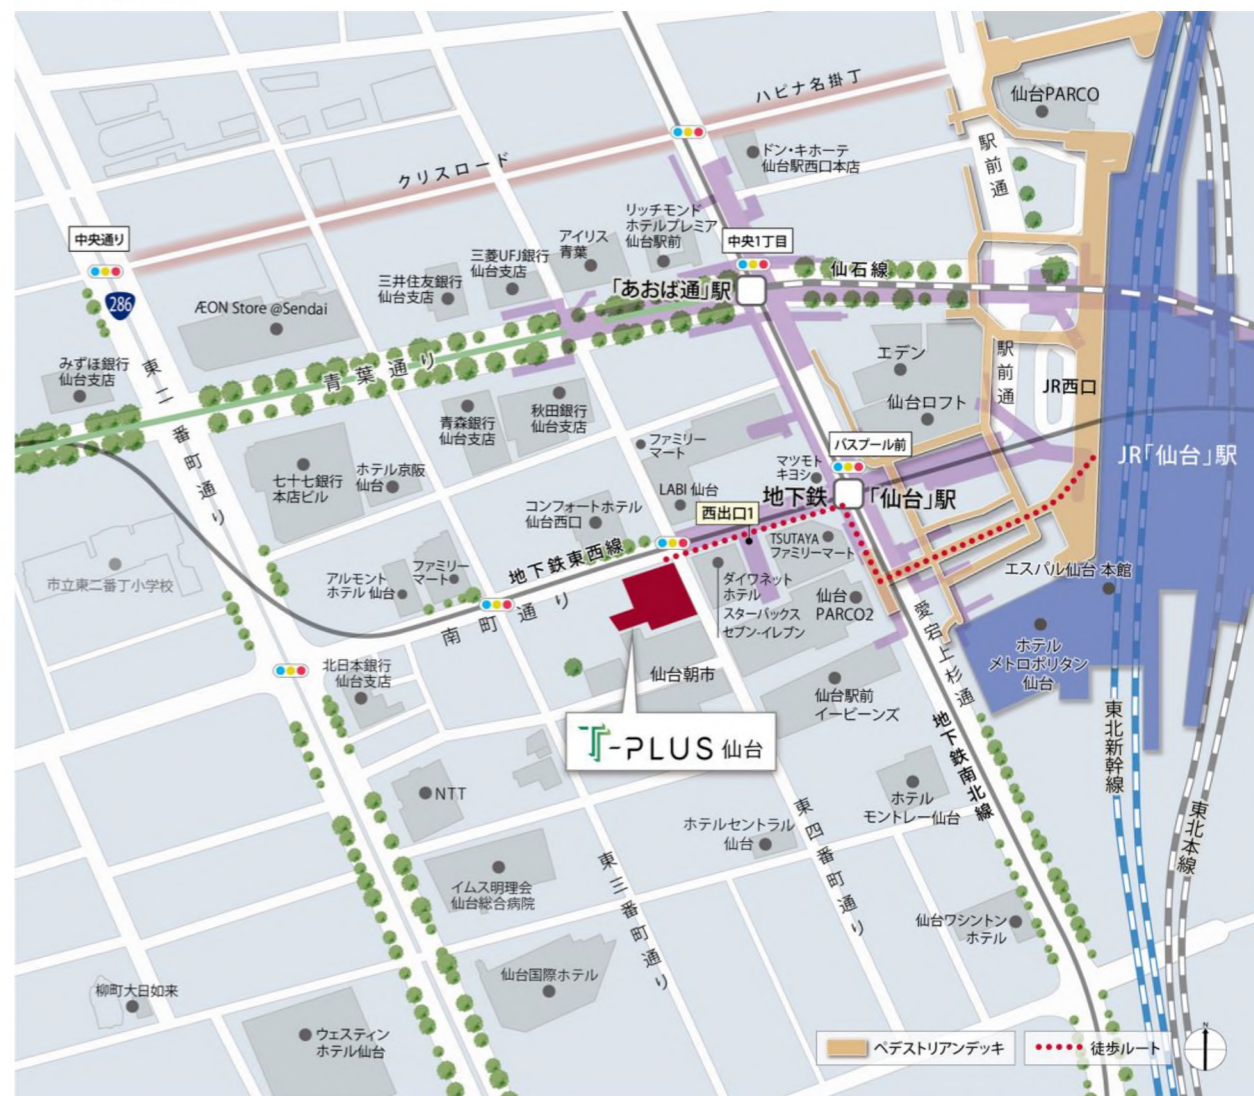 仙台PARCO
ハピナ名掛丁
ドン・キホーテ
仙台駅西口本店
駅前通
クリスロード
中央通り
286
リッチモンド
ホテルプレミア
仙台駅前
アイリス
青葉
三菱UFJ銀行
仙台支店
三井住友銀行
仙台支店
中央1丁目
仙石線
「あおば通」駅
ÆON Store @Sendai
みずほ銀行
仙台支店
東二番町通り
青葉通り
エデン
駅前通
JR西口
仙台ロフト
秋田銀行
仙台支店
青森銀行
仙台支店
ファミリー
マート
バスプール前
JR「仙台」駅
マツモト
キヨシ
七十七銀行
本店ビル
ホテル京阪
仙台
LABI 仙台
地下鉄
「仙台」駅
コンフォートホテル
仙台西口
西出口1
TSUTAYA
ファミリーマート
地下鉄東西線
市立東二番丁小学校
アルモント
ホテル 仙台
ファミリー
マート
ダイワネット
ホテル
スターバックス
セブン-イレブン
仙台
PARCO2
エスパル仙台 本館
南町通り
愛宕上杉通
ホテル
メトロポリタン
仙台
北日本銀行
仙台支店
仙台朝市
仙台駅前
イービーンズ
T-PLUS 仙台
地下鉄南北線
東北新幹線
東北本線
NTT
ホテル
モントレー仙台
ホテルセントラル
仙台
東四番町通り
東三番町通り
イムス明理会
仙台総合病院
仙台ワシントン
ホテル
仙台国際ホテル
柳町大日如来
ウェスティン
ホテル仙台
ペデストリアンデッキ
徒歩ルート
N